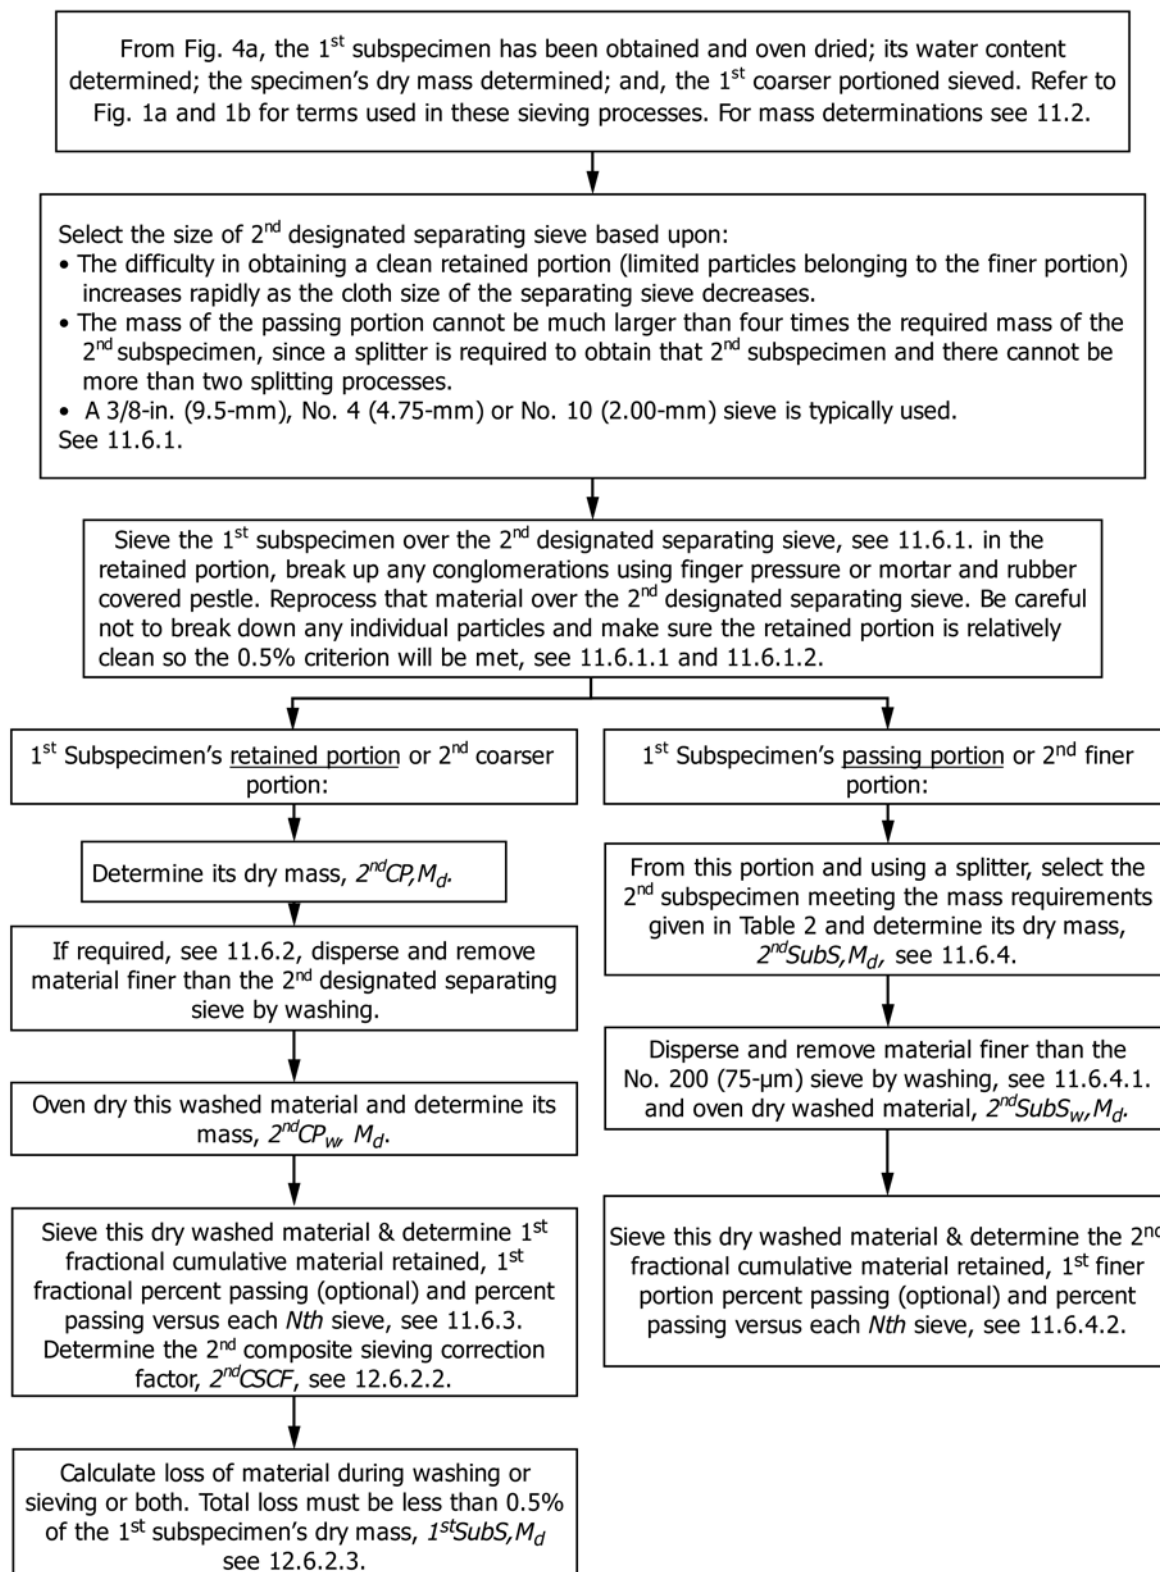 From Fig. 4a, the 1st subspecimen has been obtained and oven dried; its water content
determined; the specimen's dry mass determined; and, the 1st coarser portioned sieved. Refer to
Fig. 1a and 1b for terms used in these sieving processes. For mass determinations see 11.2.
Select the size of 2nd designated separating sieve based upon:
• The difficulty in obtaining a clean retained portion (limited particles belonging to the finer portion)
increases rapidly as the cloth size of the separating sieve decreases.
• The mass of the passing portion cannot be much larger than four times the required mass of the
2nd subspecimen, since a splitter is required to obtain that 2nd subspecimen and there cannot be
more than two splitting processes.
• A 3/8-in. (9.5-mm), No. 4 (4.75-mm) or No. 10 (2.00-mm) sieve is typically used.
See 11.6.1.
Sieve the 1st subspecimen over the 2nd designated separating sieve, see 11.6.1. in the
retained portion, break up any conglomerations using finger pressure or mortar and rubber
covered pestle. Reprocess that material over the 2nd designated separating sieve. Be careful
not to break down any individual particles and make sure the retained portion is relatively
clean so the 0.5% criterion will be met, see 11.6.1.1 and 11.6.1.2.
1st Subspecimen's retained portion or 2nd coarser
portion:
Determine its dry mass, 2ndCP,Md.
If required, see 11.6.2, disperse and remove
material finer than the 2nd designated separating
sieve by washing.
Oven dry this washed material and determine its
mass, 2ndCPw, Md.
Sieve this dry washed material & determine 1st
fractional cumulative material retained, 1st
fractional percent passing (optional) and percent
passing versus each Nth sieve, see 11.6.3.
Determine the 2nd composite sieving correction
factor, 2ndCSCF, see 12.6.2.2.
Calculate loss of material during washing or
sieving or both. Total loss must be less than 0.5%
of the 1st subspecimen's dry mass, 1stSubS,Md
see 12.6.2.3.
1st Subspecimen's passing portion or 2nd finer
portion:
From this portion and using a splitter, select the
2nd subspecimen meeting the mass requirements
given in Table 2 and determine its dry mass,
2ndSubS,Md, see 11.6.4.
Disperse and remove material finer than the
No. 200 (75-μm) sieve by washing, see 11.6.4.1.
and oven dry washed material, 2ndSubSw,Md.
Sieve this dry washed material & determine the 2nd
fractional cumulative material retained, 1st finer
portion percent passing (optional) and percent
passing versus each Nth sieve, see 11.6.4.2.